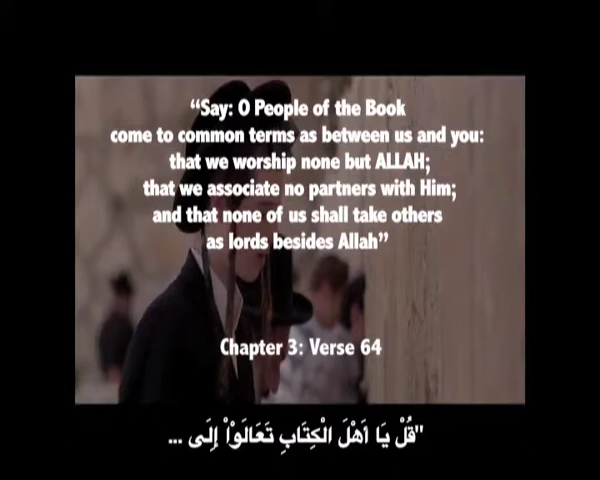 “Say: O People of the Book
come to common terms as between us and you:
that we worship none but ALLAH;
that we associate no partners with Him;
and that none of us shall take others
as lords besides Allah”
Chapter 3: Verse 64
"قُلْ يَا أَهْلَ الْكِتَابِ تَعَالَوْاْ إِلَى ...